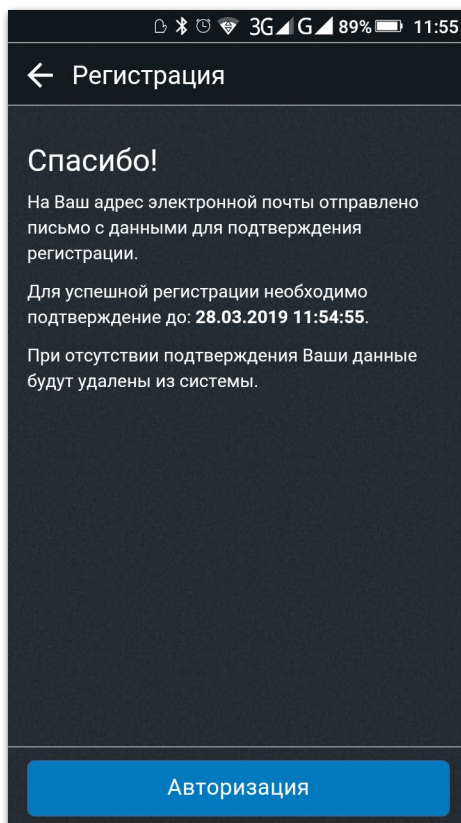 3G G 89% 11:55
Регистрация
Спасибо!
На Ваш адрес электронной почты отправлено
письмо с данными для подтверждения
регистрации.
Для успешной регистрации необходимо
подтверждение до: 28.03.2019 11:54:55.
При отсутствии подтверждения Ваши данные
будут удалены из системы.
Авторизация